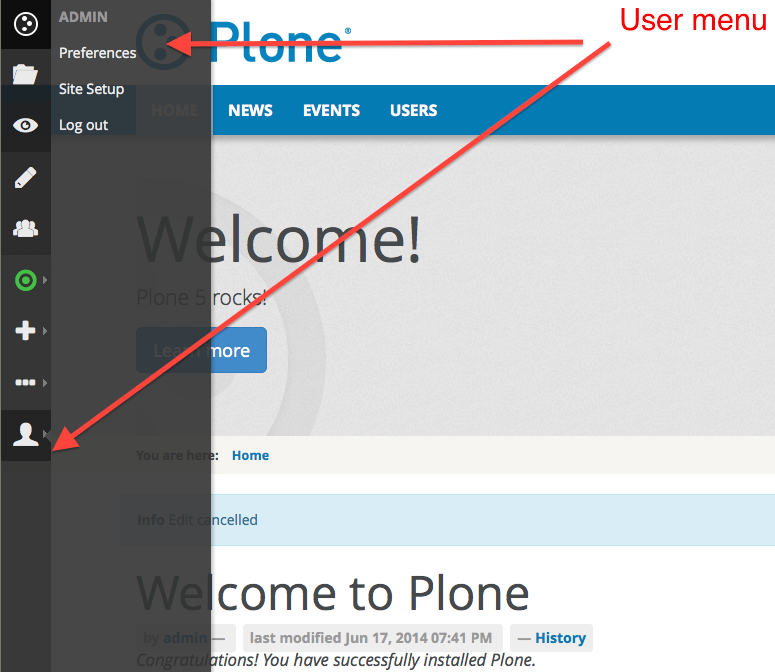 User menu
ADMIN
Preferences
Site Setup
Log out
Plone®
HOME NEWS EVENTS USERS
Welcome!
Plone 5 rocks!
Learn more
You are here: Home
Info Edit cancelled
Welcome to Plone
by admin — last modified Jun 17, 2014 07:41 PM — History
Congratulations! You have successfully installed Plone.